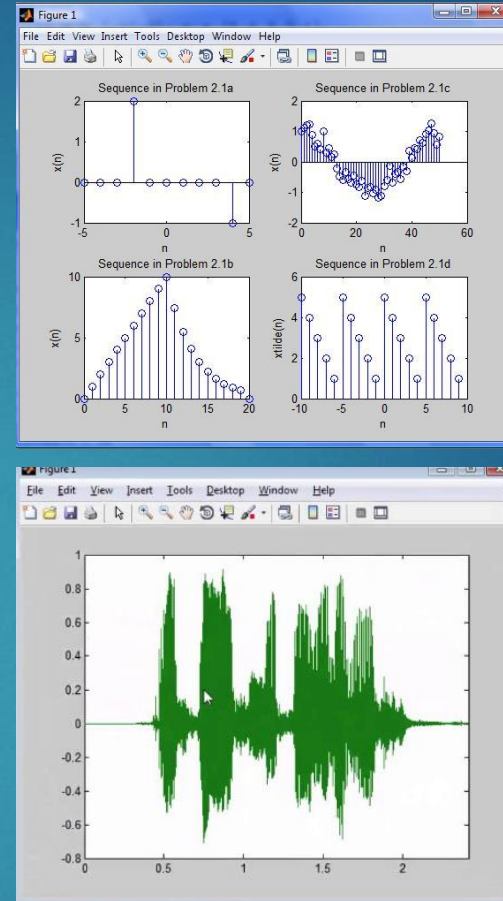 Figure 1
File Edit View Insert Tools Desktop Window Help
Sequence in Problem 2.1a
2
1
0
-1
x(n)
-5 0 5
n
Sequence in Problem 2.1c
2
1
0
-1
-2
x(n)
0 20 40 60
n
Sequence in Problem 2.1b
10
5
0
x(n)
0 5 10 15 20
n
Sequence in Problem 2.1d
6
4
2
0
xtilde(n)
-10 -5 0 5 10
n
Figure 1
File Edit View Insert Tools Desktop Window Help
1
0.8
0.6
0.4
0.2
0
-0.2
-0.4
-0.6
-0.8
0 0.5 1 1.5 2